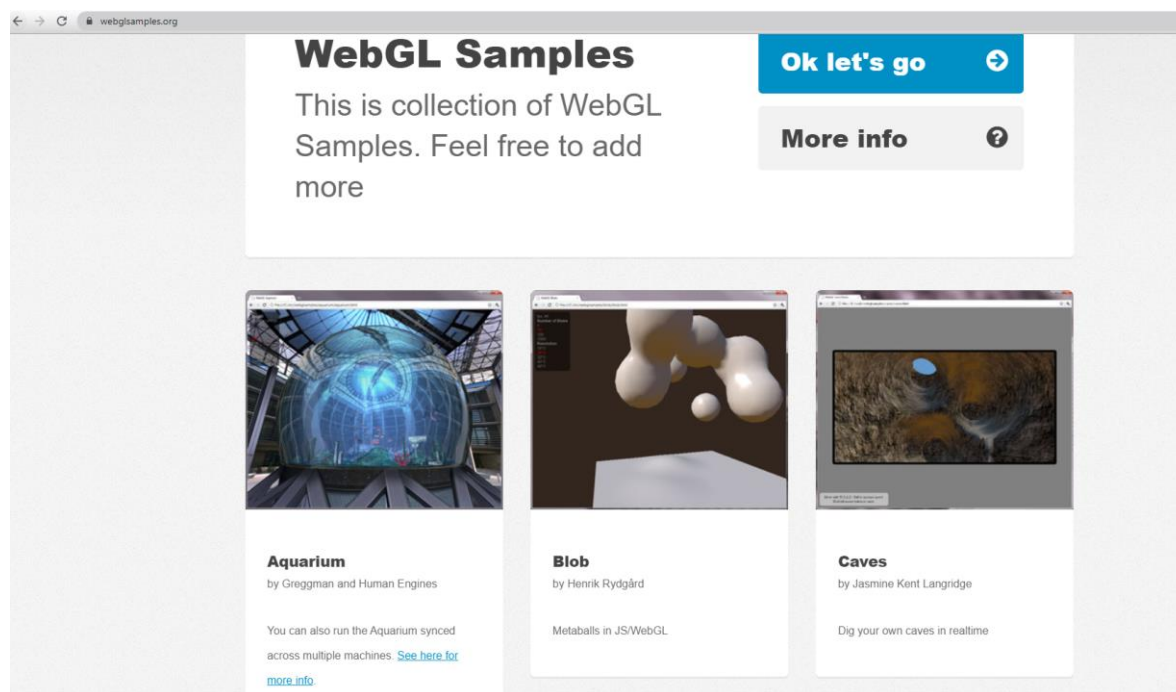 webglsamples.org
WebGL Samples
This is collection of WebGL
Samples. Feel free to add
more
Ok let's go
More info
Aquarium
by Greggman and Human Engines
You can also run the Aquarium synced
across multiple machines. See here for
more info.
Blob
by Henrik Rydgård
Metaballs in JS/WebGL
Caves
by Jasmine Kent Langridge
Dig your own caves in realtime